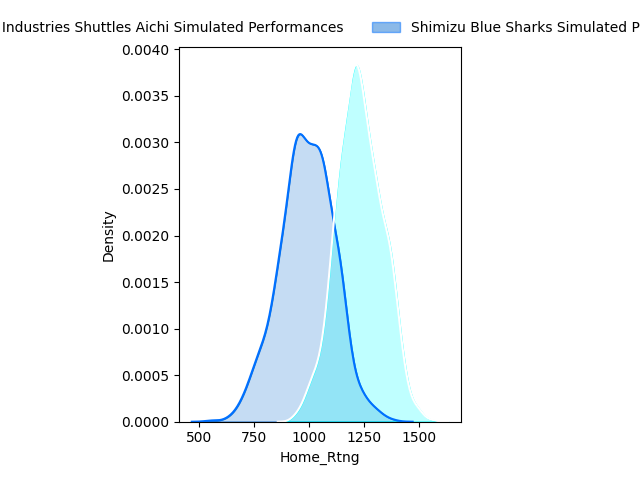 Industries Shuttles Aichi Simulated Performances
Shimizu Blue Sharks Simulated P
0.0040
0.0035
0.0030
0.0025
0.0020
0.0015
0.0010
0.0005
0.0000
Density
500 750 1000 1250 1500
Home_Rtng